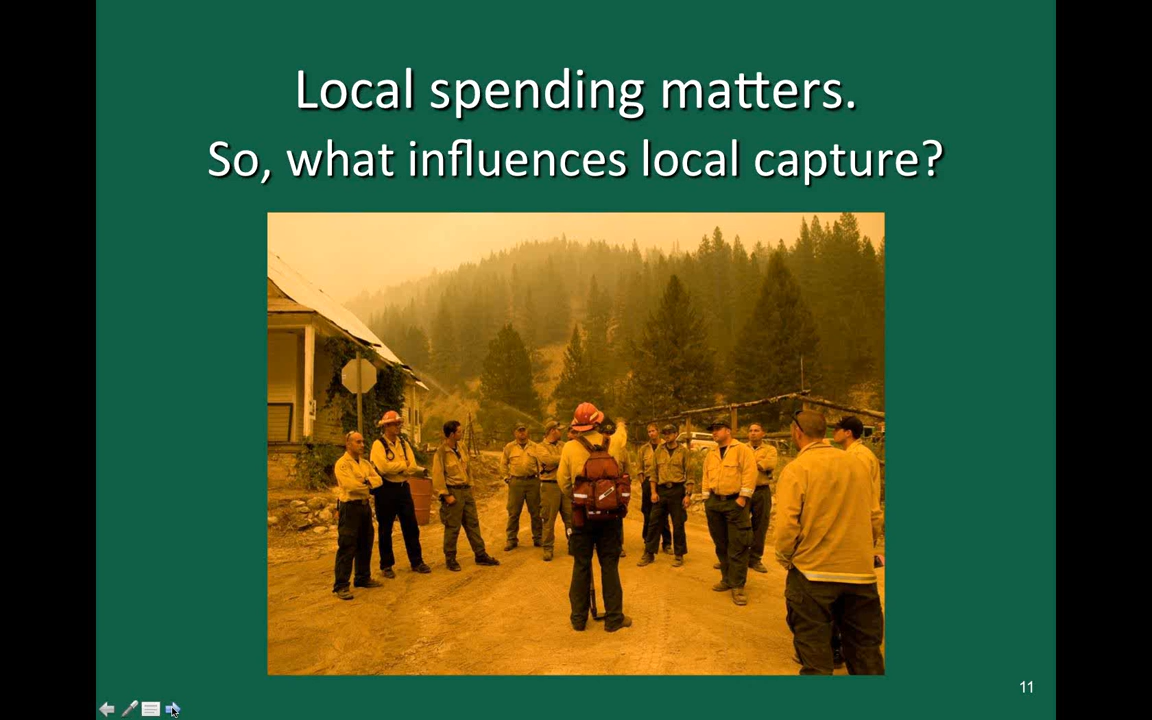 Local spending matters.
So, what influences local capture?
11